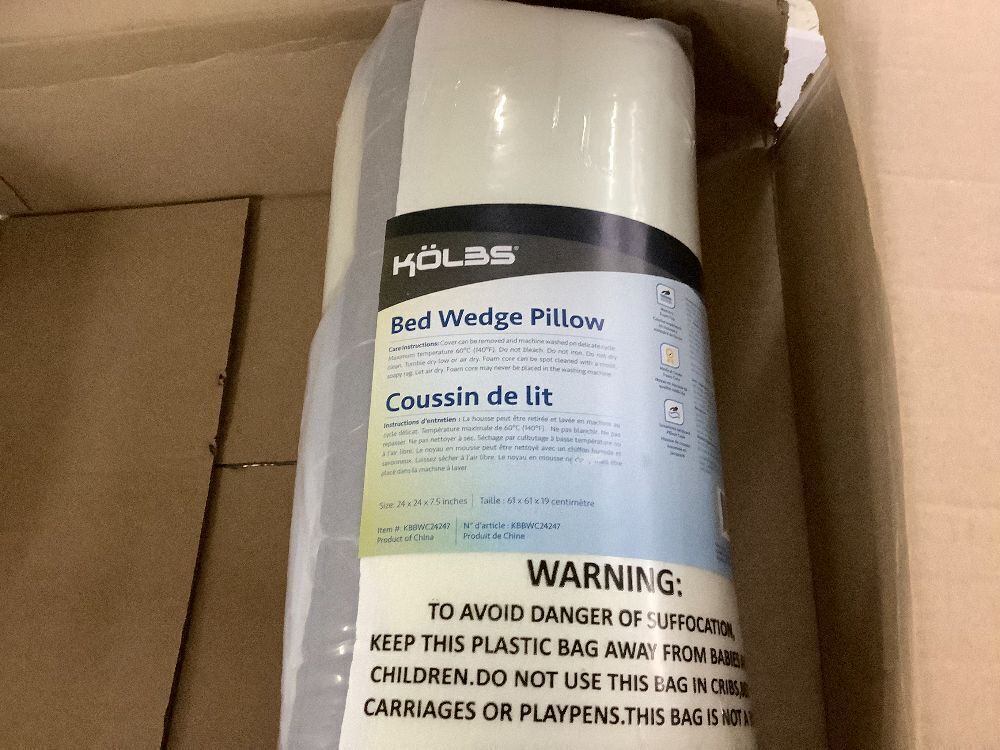 KÖLBS
Bed Wedge Pillow
Care Instructions: Cover can be removed and machine washed on delicate cycle.
Maximum temperature 60°C (140°F). Do not bleach. Do not iron. Do not dry
clean. Tumble dry low or air dry. Foam core can be spot cleaned with a moist
soapy rag. Let air dry. Foam core may never be placed in the washing machine.
Coussin de lit
Instructions d'entretien : La housse peut être retirée et lavée en machine au
cycle délicat. Température maximale de 60°C (140°F). Ne pas blanchir. Ne pas
repasser. Ne pas nettoyer à sec. Séchage par culbutage à basse température ou
à l'air libre. Le noyau en mousse peut être nettoyé avec un chiffon humide et
savonneux. Laissez sécher à l'air libre. Le noyau en mousse ne être
placé dans la machine à laver.
Size: 24 x 24 x 7.5 inches
Taille : 61 x 61 x 19 centimètre
Item #: KBBWC24247
Product of China
N° d'article : KBBWC24247
Produit de Chine
WARNING:
TO AVOID DANGER OF SUFFOCATION,
KEEP THIS PLASTIC BAG AWAY FROM BABIES
CHILDREN.DO NOT USE THIS BAG IN CRIBS,
CARRIAGES OR PLAYPENS.THIS BAG IS NOT A